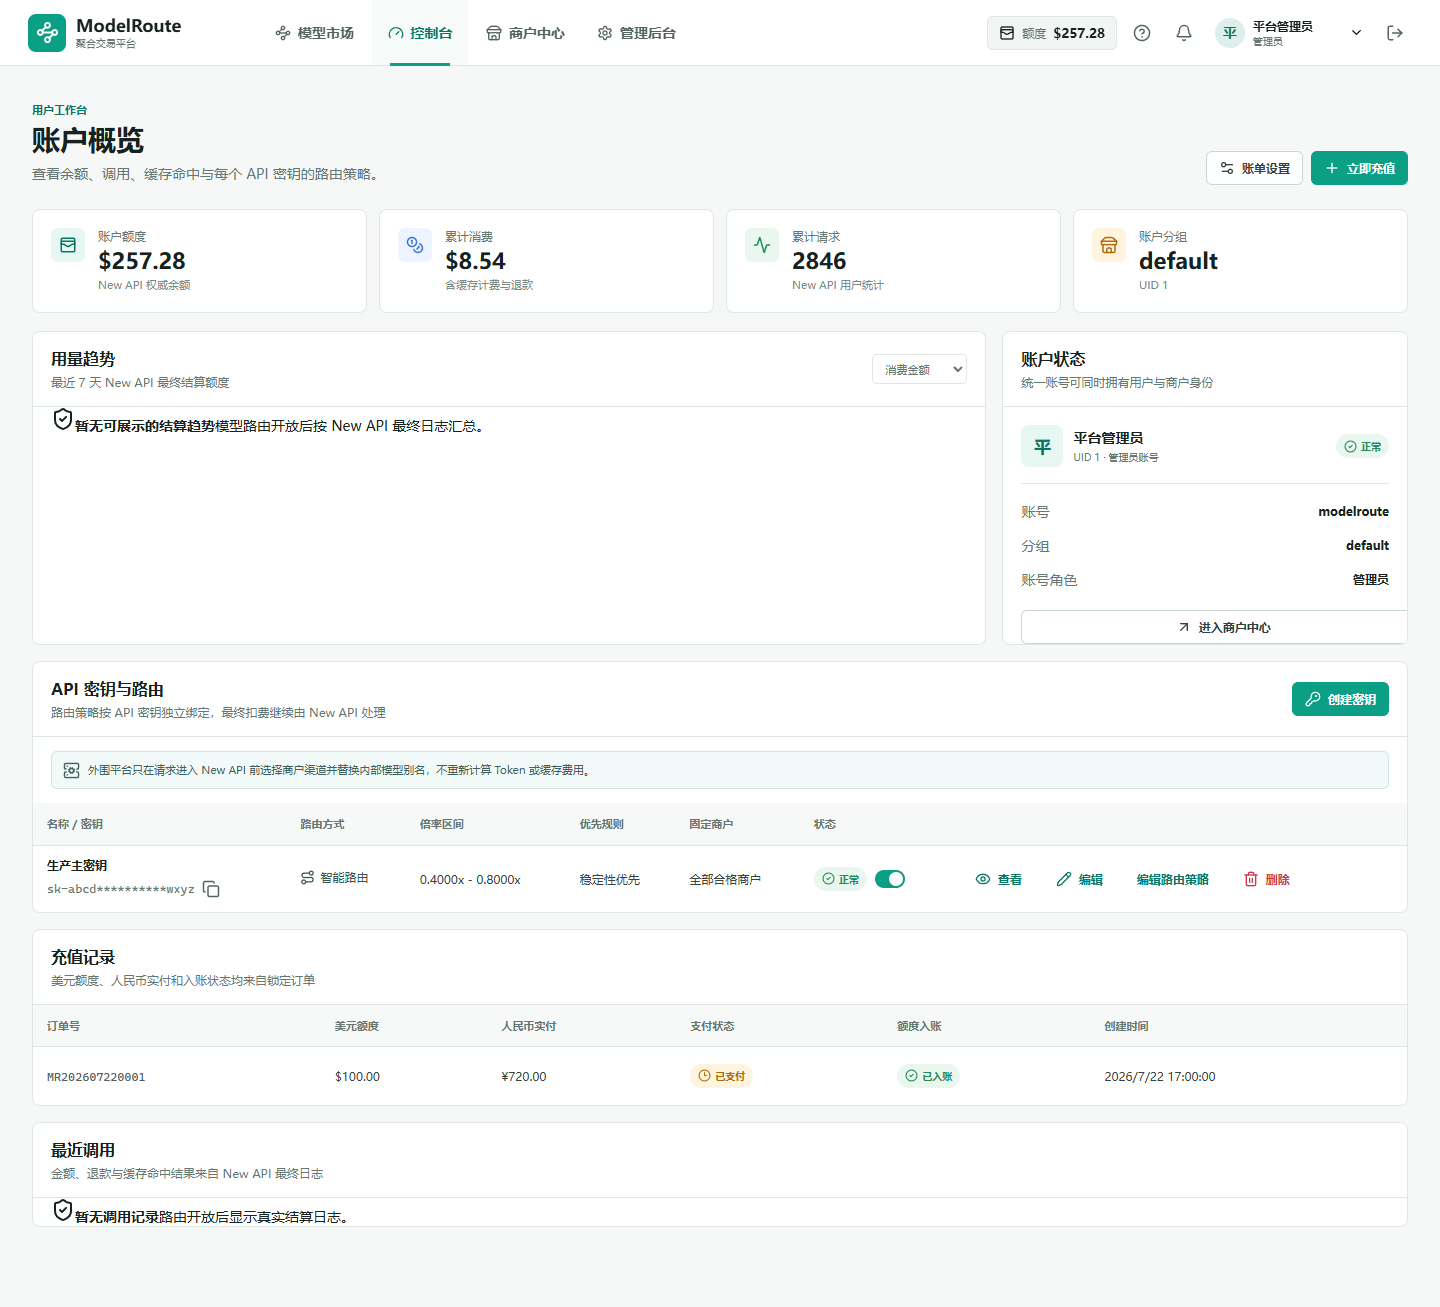 ModelRoute
聚合交易平台
模型市场
控制台
商户中心
管理后台
额度 $257.28
平
平台管理员
管理员
用户工作台
账户概览
查看余额、调用、缓存命中与每个 API 密钥的路由策略。
账单设置
立即充值
账户额度
$257.28
New API 权威余额
累计消费
$8.54
含缓存计费与退款
累计请求
2846
New API 用户统计
账户分组
default
UID 1
用量趋势
最近 7 天 New API 最终结算额度
消费金额
暂无可展示的结算趋势模型路由开放后按 New API 最终日志汇总。
账户状态
统一账号可同时拥有用户与商户身份
平
平台管理员
UID 1 · 管理员账号
正常
账号 modelroute
分组 default
账号角色 管理员
进入商户中心
API 密钥与路由
路由策略按 API 密钥独立绑定，最终扣费继续由 New API 处理
创建密钥
外围平台只在请求进入 New API 前选择商户渠道并替换内部模型别名，不重新计算 Token 或缓存费用。
名称 / 密钥 路由方式 倍率区间 优先规则 固定商户 状态
生产主密钥
sk-abcd**********wxyz
智能路由 0.4000x - 0.8000x 稳定性优先 全部合格商户 正常 查看 编辑 编辑路由策略 删除
充值记录
美元额度、人民币实付和入账状态均来自锁定订单
订单号 美元额度 人民币实付 支付状态 额度入账 创建时间
MR202607220001 $100.00 ¥720.00 已支付 已入账 2026/7/22 17:00:00
最近调用
金额、退款与缓存命中结果来自 New API 最终日志
暂无调用记录路由开放后显示真实结算日志。